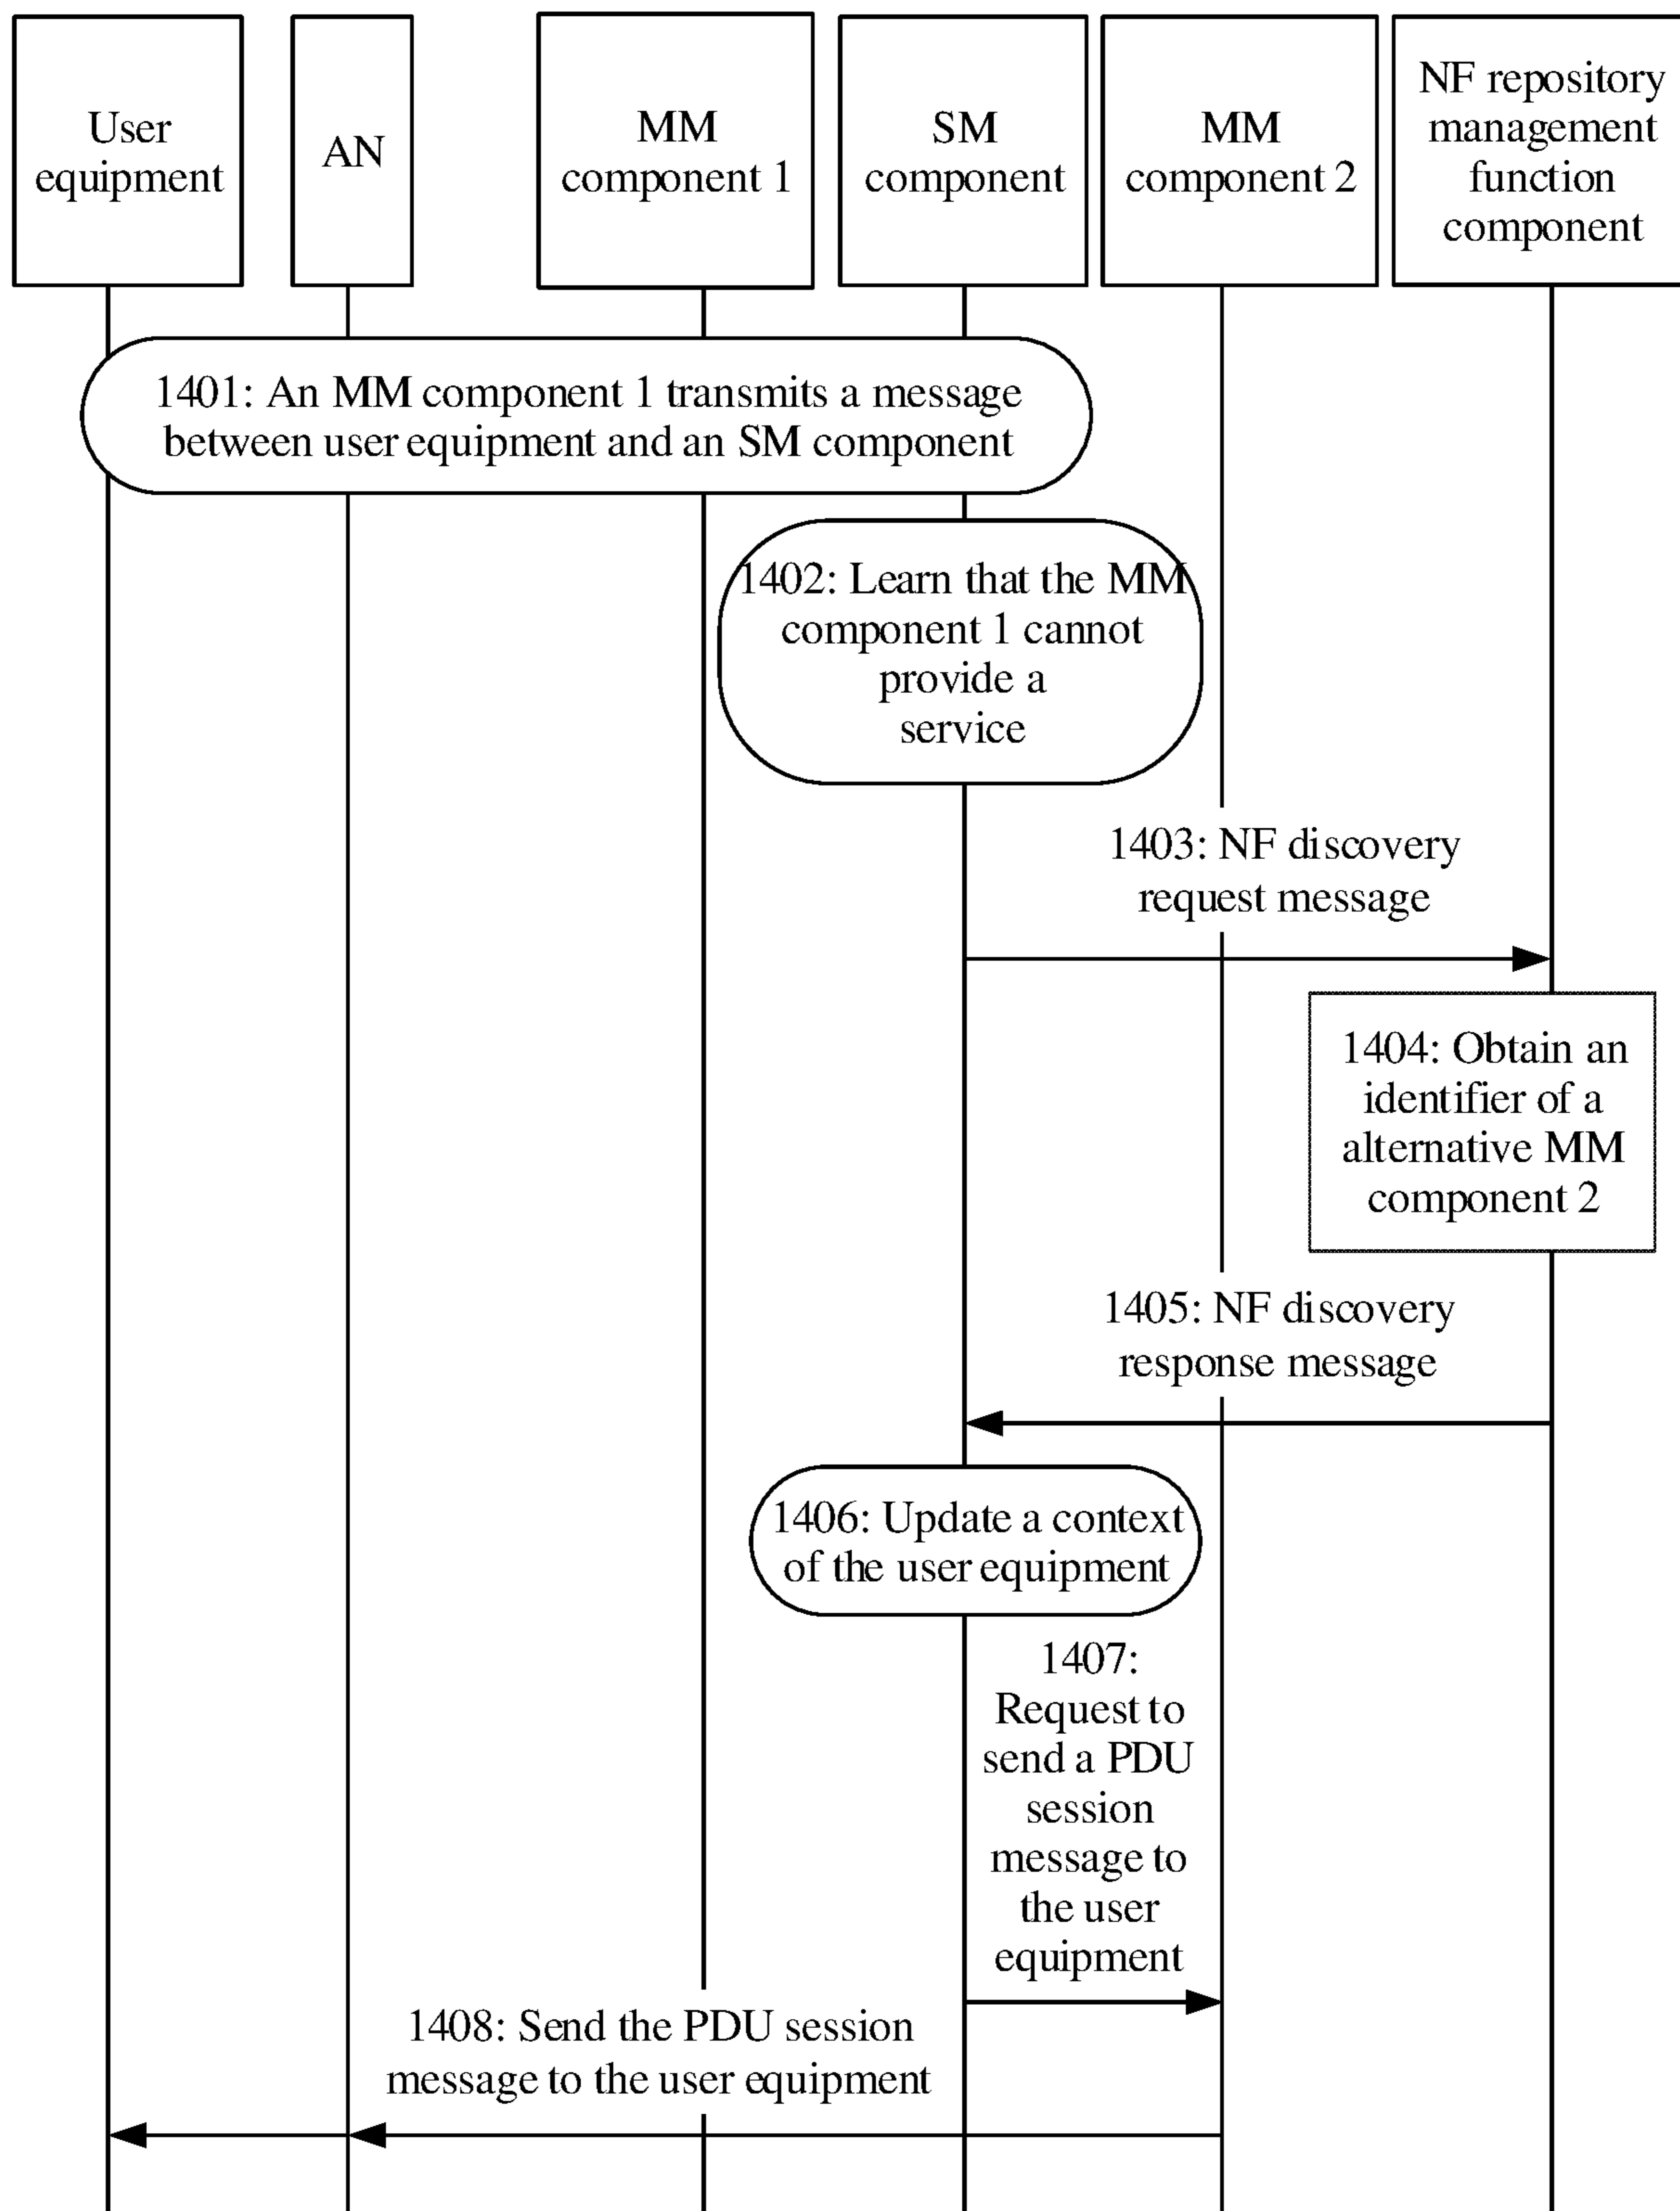 User
equipment
AN
MM
component 1
SM
component
MM
component 2
NF repository
management
function
component
1401: An MM component 1 transmits a message
between user equipment and an SM component
1402: Learn that the MM
component 1 cannot
provide a
service
1403: NF discovery
request message
1404: Obtain an
identifier of a
alternative MM
component 2
1405: NF discovery
response message
1406: Update a context
of the user equipment
1407:
Request to
send a PDU
session
message to
the user
equipment
1408: Send the PDU session
message to the user equipment